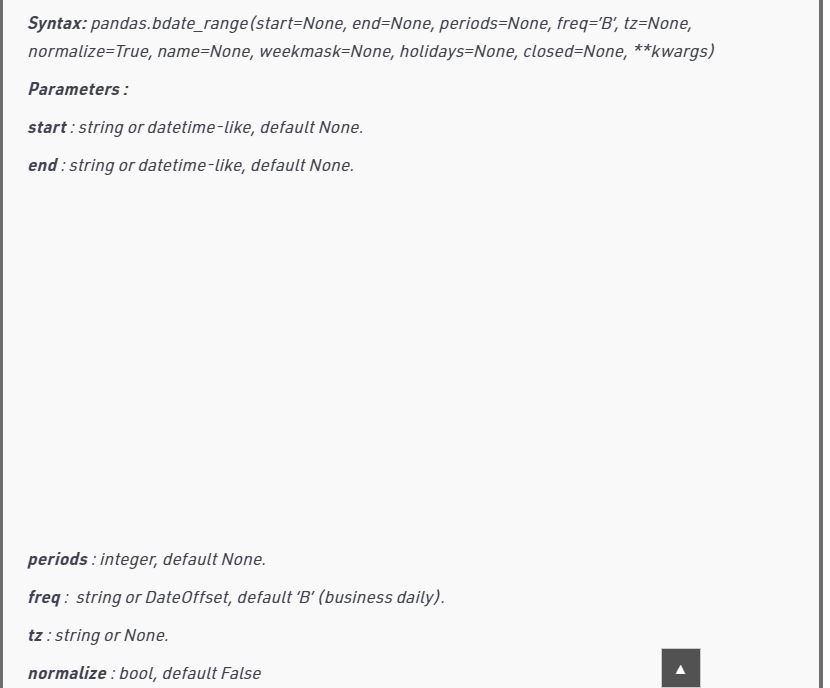 Syntax: pandas.bdate_range(start=None, end=None, periods=None, freq=’B’, tz=None,
normalize=True, name=None, weekmask=None, holidays=None, closed=None, **kwargs)
Parameters :
start : string or datetime-like, default None.
end : string or datetime-like, default None.
periods : integer, default None.
freq : string or DateOffset, default ‘B’ (business daily).
tz : string or None.
normalize : bool, default False